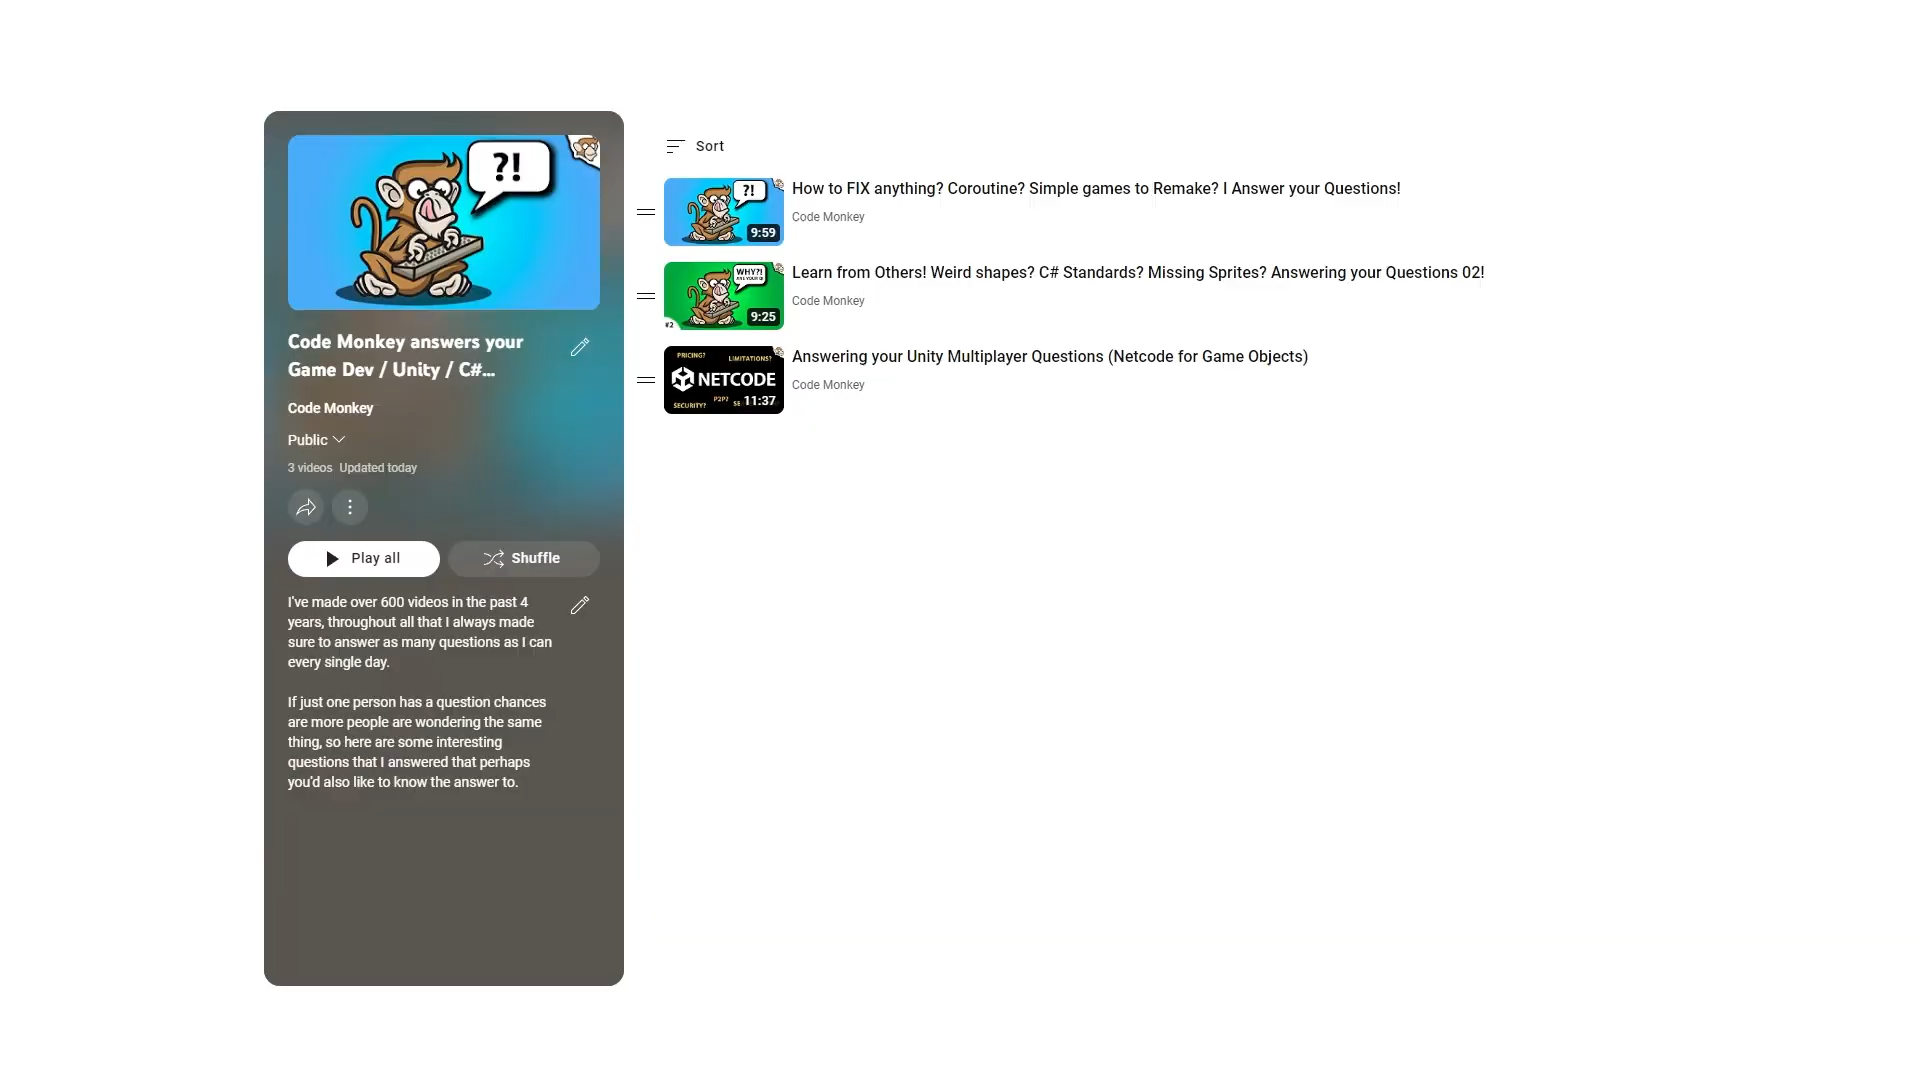 ?!
Code Monkey answers your
Game Dev / Unity / C#...
Code Monkey
Public
3 videos Updated today
Play all
Shuffle
I've made over 600 videos in the past 4
years, throughout all that I always made
sure to answer as many questions as I can
every single day.
If just one person has a question chances
are more people are wondering the same
thing, so here are some interesting
questions that I answered that perhaps
you'd also like to know the answer to.
Sort
?!
9:59
How to FIX anything? Coroutine? Simple games to Remake? I Answer your Questions!
Code Monkey
WHY?!
#2
9:25
Learn from Others! Weird shapes? C# Standards? Missing Sprites? Answering your Questions 02!
Code Monkey
PRICING?
LIMITATIONS?
NETCODE
SECURITY?
P2P?
SE
11:37
Answering your Unity Multiplayer Questions (Netcode for Game Objects)
Code Monkey